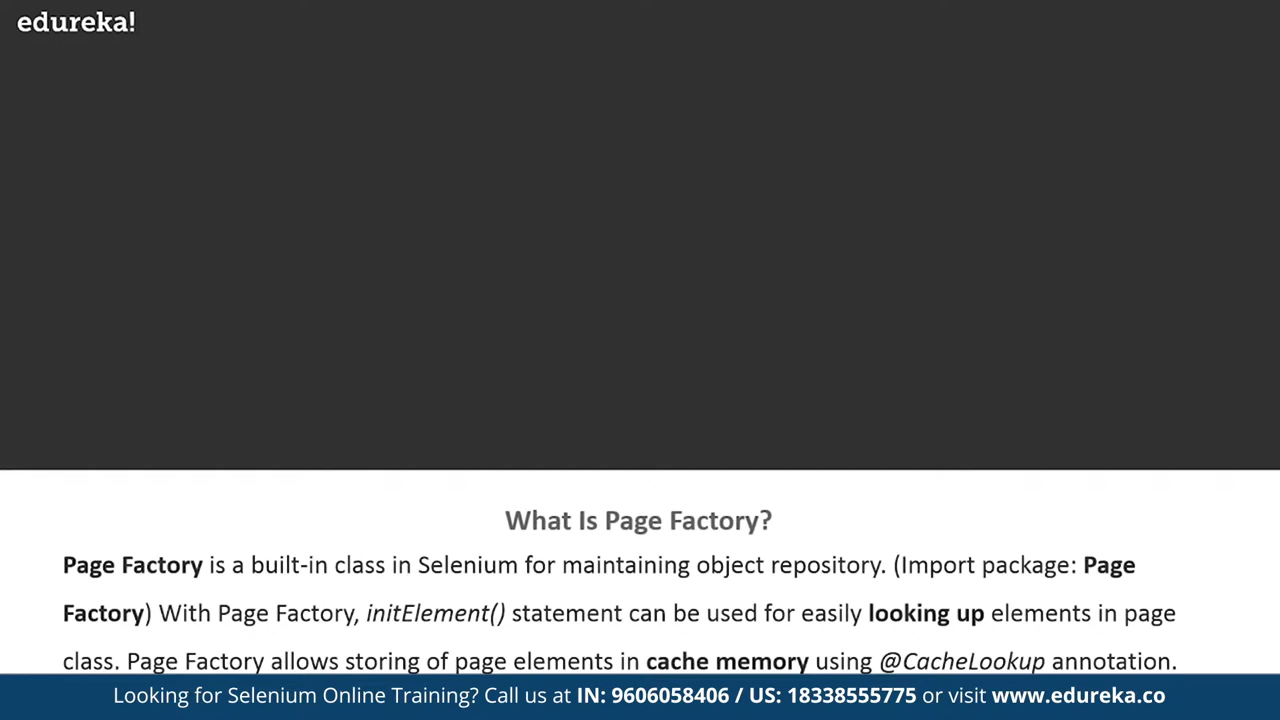 edureka!
What Is Page Factory?
Page Factory is a built-in class in Selenium for maintaining object repository. (Import package: Page
Factory) With Page Factory, initElement() statement can be used for easily looking up elements in page
class. Page Factory allows storing of page elements in cache memory using @CacheLookup annotation.
Looking for Selenium Online Training? Call us at IN: 9606058406 / US: 18338555775 or visit www.edureka.co